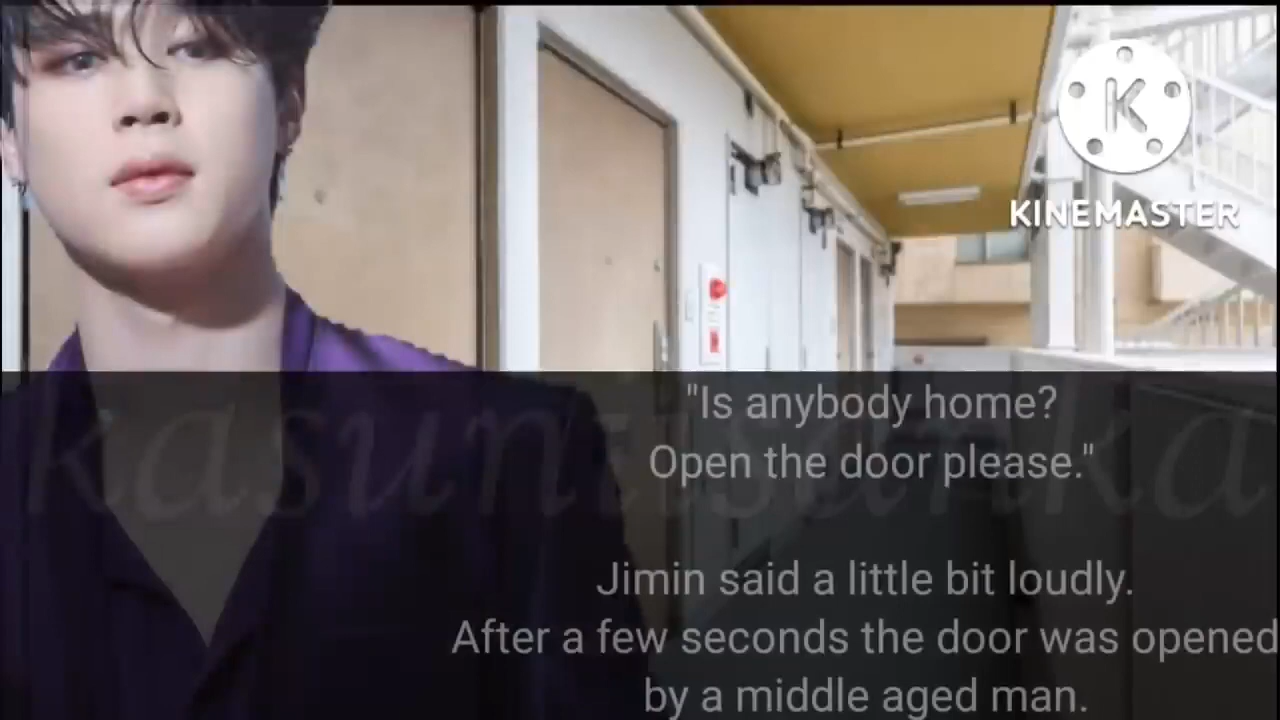 K
KINEMASTER
"Is anybody home?
Open the door please."
Jimin said a little bit loudly.
After a few seconds the door was opened
by a middle aged man.